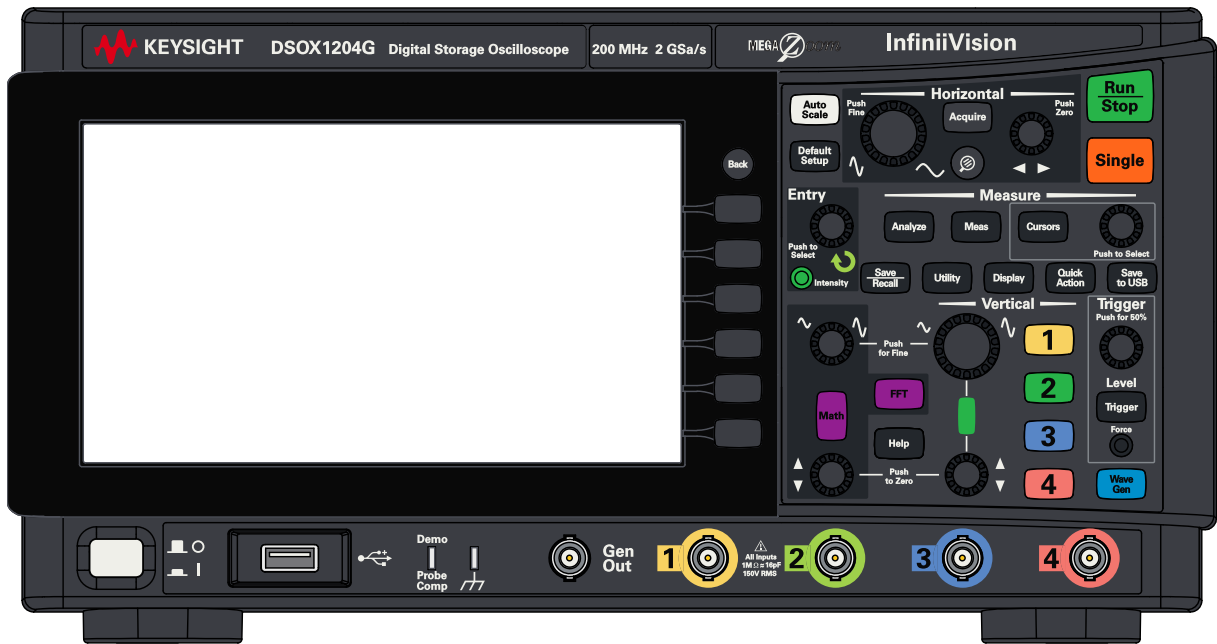 KEYSIGHT DSOX1204G Digital Storage Oscilloscope 200 MHz 2 GSa/s MEGA Z InfiniiVision
Auto
Scale
Push
Fine
Horizontal
Acquire
Push
Zero
Run
Stop
Default
Setup
Single
Back
Entry
Push to
Select
Intensity
Measure
Analyze
Meas
Cursors
Push to Select
Save
Recall
Utility
Display
Quick
Action
Save
to USB
Vertical
Push
for Fine
1
2
3
4
FFT
Math
Help
Push
to Zero
Trigger
Push for 50%
Level
Trigger
Force
Wave
Gen
Demo
Probe
Comp
Gen
Out
1
All Inputs
1M Ω = 16pF
150V RMS
2
3
4